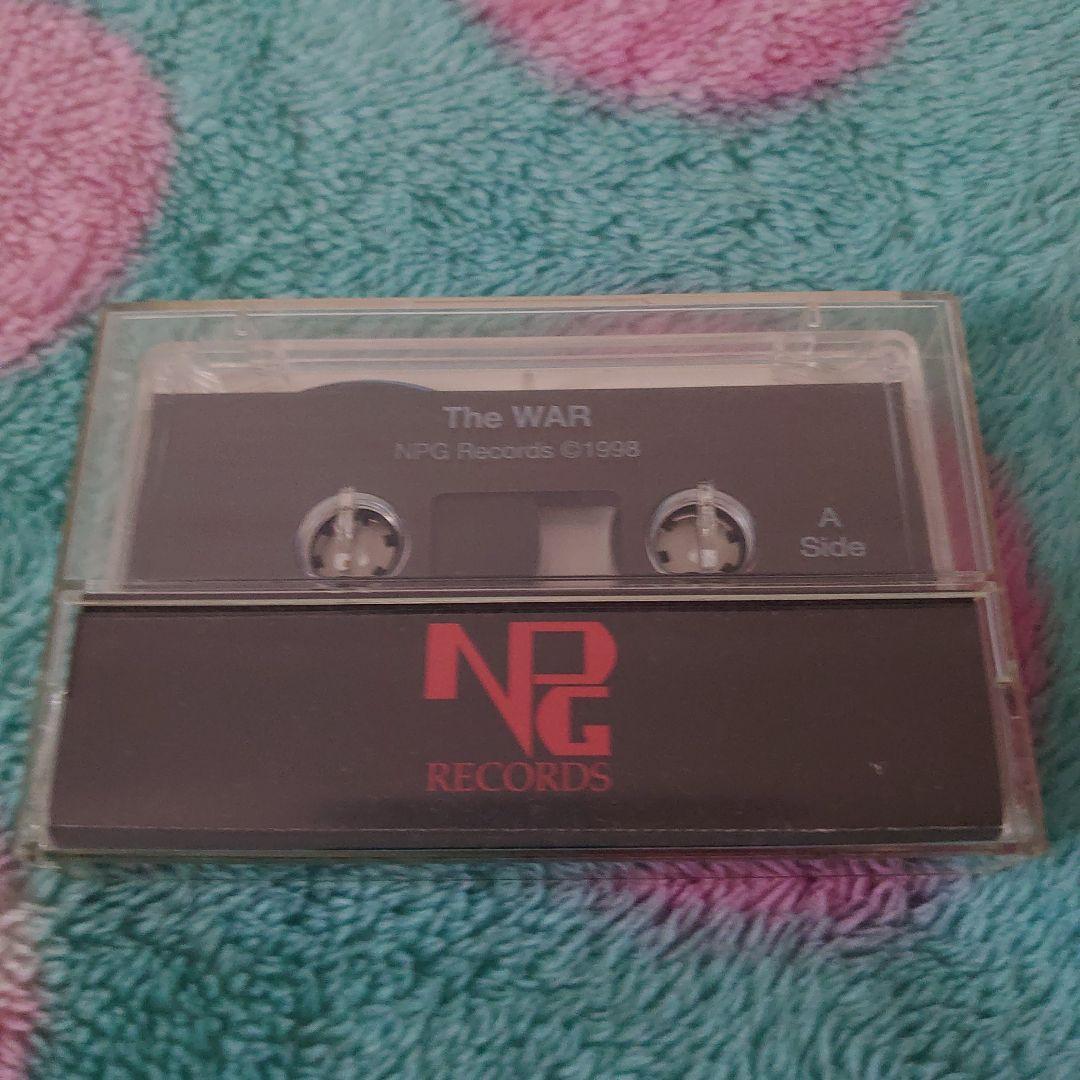 The WAR
NPG Records ©1998
A
Side
NPG
RECORDS